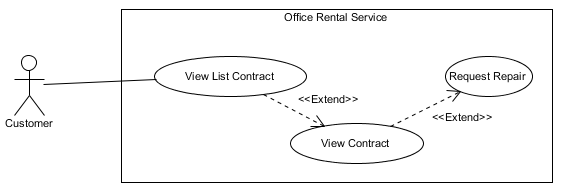 Office Rental Service
View List Contract
Request Repair
<<Extend>>
<<Extend>>
Customer
View Contract